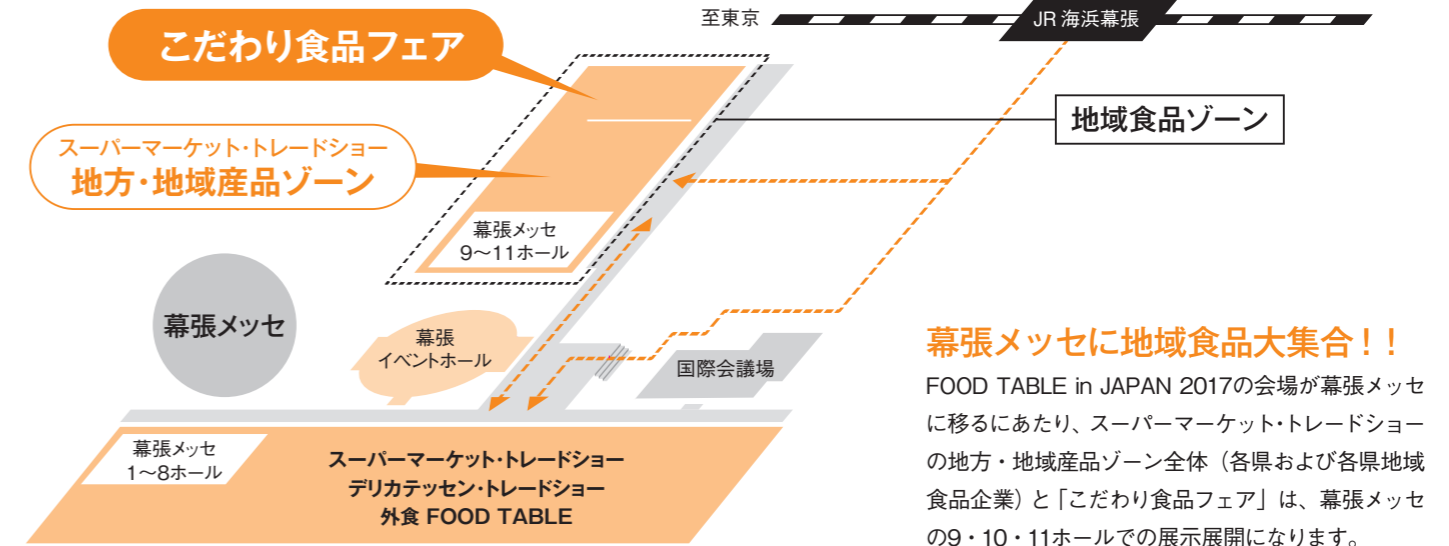 至東京
JR 海浜幕張
こだわり食品フェア
地域食品ゾーン
スーパーマーケット・トレードショー
地方・地域産品ゾーン
幕張メッセ
9〜11ホール
幕張メッセ
幕張
イベントホール
国際会議場
幕張メッセ
1〜8ホール
スーパーマーケット・トレードショー
デリカテッセン・トレードショー
外食 FOOD TABLE
幕張メッセに地域食品大集合！！
FOOD TABLE in JAPAN 2017の会場が幕張メッセ
に移るにあたり、スーパーマーケット・トレードショー
の地方・地域産品ゾーン全体（各県および各県地域
食品企業）と「こだわり食品フェア」は、幕張メッセ
の9・10・11ホールでの展示展開になります。